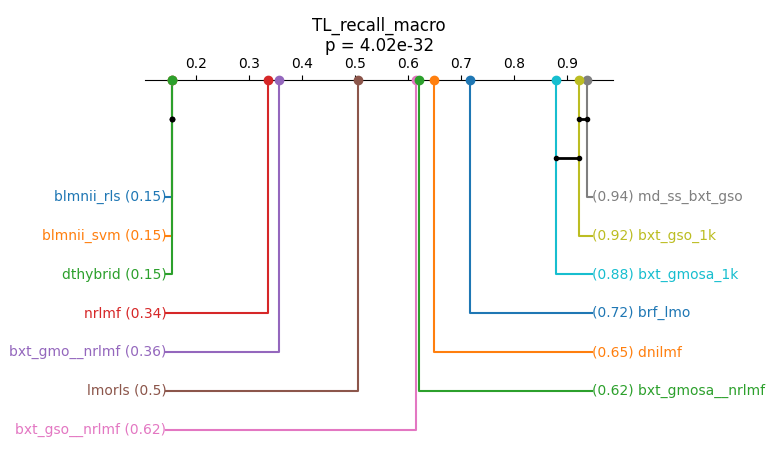 TL_recall_macro
p = 4.02e-32
0.2 0.3 0.4 0.5 0.6 0.7 0.8 0.9
blmnii_rls (0.15)
(0.94) md_ss_bxt_gso
blmnii_svm (0.15)
(0.92) bxt_gso_1k
dthybrid (0.15)
(0.88) bxt_gmosa_1k
nrlmf (0.34)
(0.72) brf_lmo
bxt_gmo__nrlmf (0.36)
(0.65) dnilmf
lmorls (0.5)
(0.62) bxt_gmosa__nrlmf
bxt_gso__nrlmf (0.62)